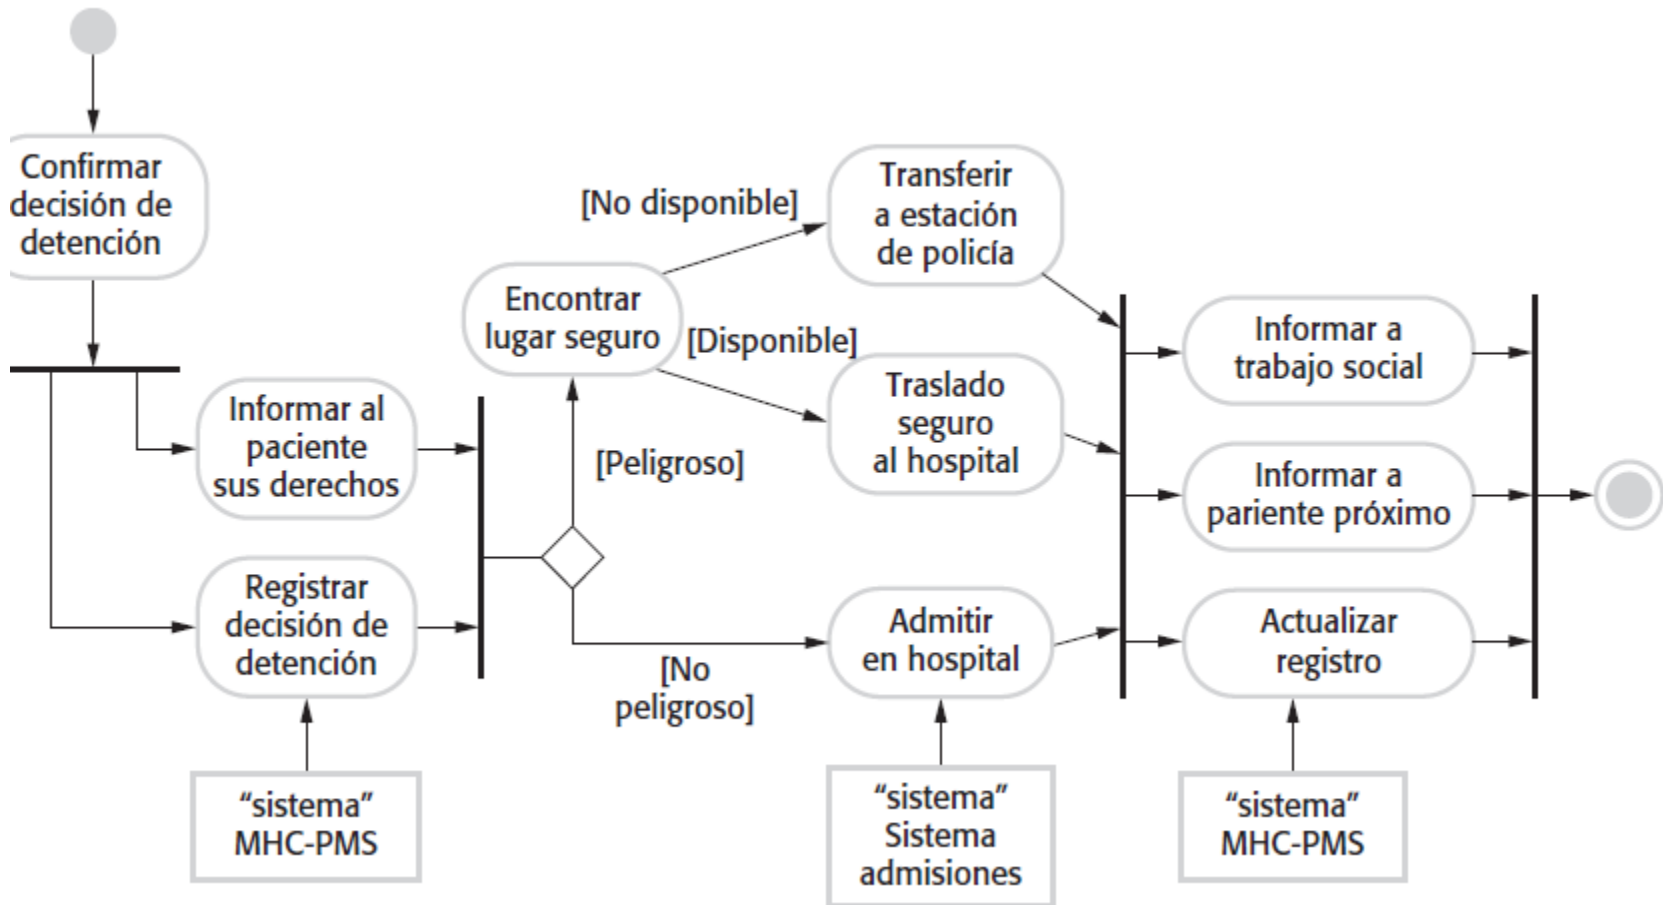 Confirmar
decisión de
detención
Informar al
paciente
sus derechos
Registrar
decisión de
detención
“sistema”
MHC-PMS
Encontrar
lugar seguro
[Peligroso]
[No
peligroso]
[No disponible]
[Disponible]
Transferir
a estación
de policía
Traslado
seguro
al hospital
Admitir
en hospital
“sistema”
Sistema
admisiones
Informar a
trabajo social
Informar a
pariente próximo
Actualizar
registro
“sistema”
MHC-PMS